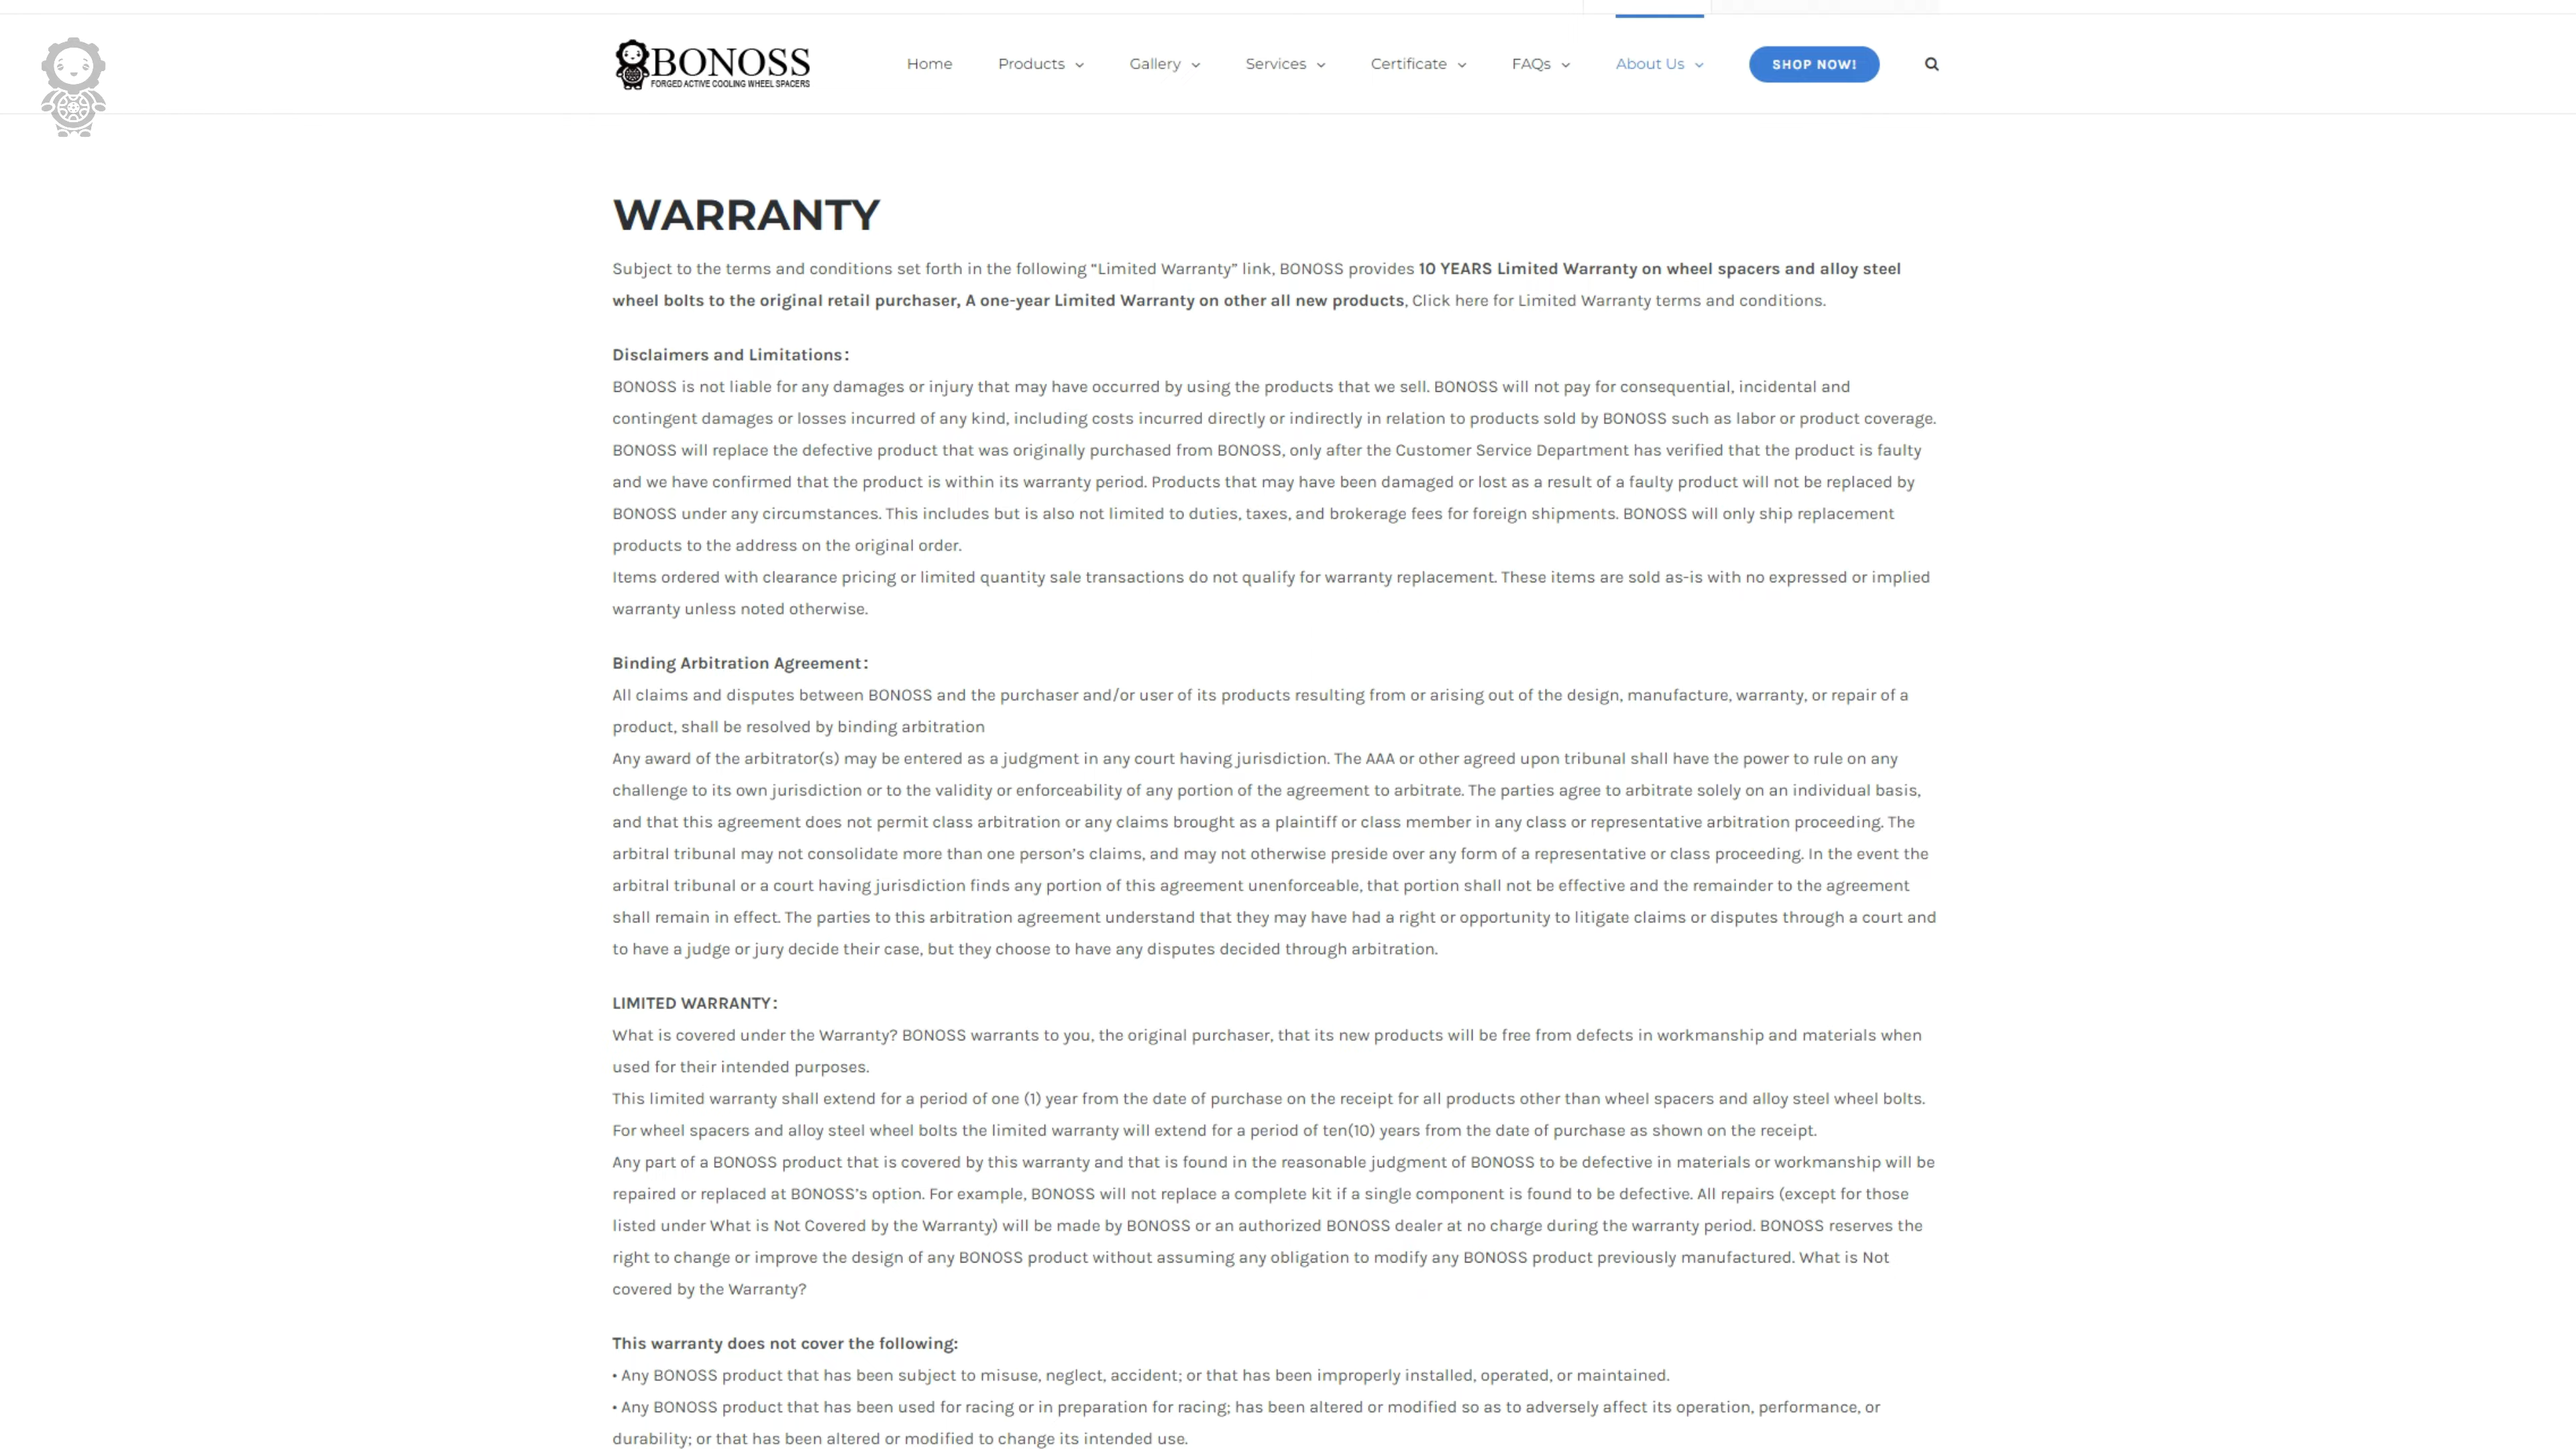 BONOSS
FORGED ACTIVE COOLING WHEEL SPACERS
Home Products Gallery Services Certificate FAQs About Us SHOP NOW!
WARRANTY
Subject to the terms and conditions set forth in the following “Limited Warranty” link, BONOSS provides 10 YEARS Limited Warranty on wheel spacers and alloy steel
wheel bolts to the original retail purchaser, A one-year Limited Warranty on other all new products, Click here for Limited Warranty terms and conditions.
Disclaimers and Limitations:
BONOSS is not liable for any damages or injury that may have occurred by using the products that we sell. BONOSS will not pay for consequential, incidental and
contingent damages or losses incurred of any kind, including costs incurred directly or indirectly in relation to products sold by BONOSS such as labor or product coverage.
BONOSS will replace the defective product that was originally purchased from BONOSS, only after the Customer Service Department has verified that the product is faulty
and we have confirmed that the product is within its warranty period. Products that may have been damaged or lost as a result of a faulty product will not be replaced by
BONOSS under any circumstances. This includes but is also not limited to duties, taxes, and brokerage fees for foreign shipments. BONOSS will only ship replacement
products to the address on the original order.
Items ordered with clearance pricing or limited quantity sale transactions do not qualify for warranty replacement. These items are sold as-is with no expressed or implied
warranty unless noted otherwise.
Binding Arbitration Agreement:
All claims and disputes between BONOSS and the purchaser and/or user of its products resulting from or arising out of the design, manufacture, warranty, or repair of a
product, shall be resolved by binding arbitration
Any award of the arbitrator(s) may be entered as a judgment in any court having jurisdiction. The AAA or other agreed upon tribunal shall have the power to rule on any
challenge to its own jurisdiction or to the validity or enforceability of any portion of the agreement to arbitrate. The parties agree to arbitrate solely on an individual basis,
and that this agreement does not permit class arbitration or any claims brought as a plaintiff or class member in any class or representative arbitration proceeding. The
arbitral tribunal may not consolidate more than one person’s claims, and may not otherwise preside over any form of a representative or class proceeding. In the event the
arbitral tribunal or a court having jurisdiction finds any portion of this agreement unenforceable, that portion shall not be effective and the remainder to the agreement
shall remain in effect. The parties to this arbitration agreement understand that they may have had a right or opportunity to litigate claims or disputes through a court and
to have a judge or jury decide their case, but they choose to have any disputes decided through arbitration.
LIMITED WARRANTY:
What is covered under the Warranty? BONOSS warrants to you, the original purchaser, that its new products will be free from defects in workmanship and materials when
used for their intended purposes.
This limited warranty shall extend for a period of one (1) year from the date of purchase on the receipt for all products other than wheel spacers and alloy steel wheel bolts.
For wheel spacers and alloy steel wheel bolts the limited warranty will extend for a period of ten(10) years from the date of purchase as shown on the receipt.
Any part of a BONOSS product that is covered by this warranty and that is found in the reasonable judgment of BONOSS to be defective in materials or workmanship will be
repaired or replaced at BONOSS’s option. For example, BONOSS will not replace a complete kit if a single component is found to be defective. All repairs (except for those
listed under What is Not Covered by the Warranty) will be made by BONOSS or an authorized BONOSS dealer at no charge during the warranty period. BONOSS reserves the
right to change or improve the design of any BONOSS product without assuming any obligation to modify any BONOSS product previously manufactured. What is Not
covered by the Warranty?
This warranty does not cover the following:
• Any BONOSS product that has been subject to misuse, neglect, accident; or that has been improperly installed, operated, or maintained.
• Any BONOSS product that has been used for racing or in preparation for racing; has been altered or modified so as to adversely affect its operation, performance, or
durability; or that has been altered or modified to change its intended use.